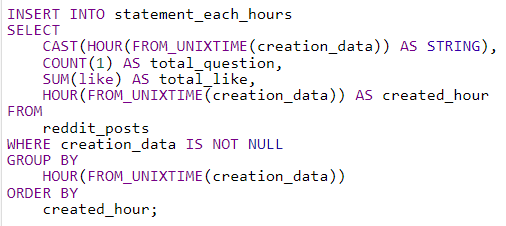 INSERT INTO statement_each_hours
SELECT
    CAST(HOUR(FROM_UNIXTIME(creation_data)) AS STRING),
    COUNT(1) AS total_question,
    SUM(like) AS total_like,
    HOUR(FROM_UNIXTIME(creation_data)) AS created_hour
FROM
    reddit_posts
WHERE creation_data IS NOT NULL
GROUP BY
    HOUR(FROM_UNIXTIME(creation_data))
ORDER BY
    created_hour;